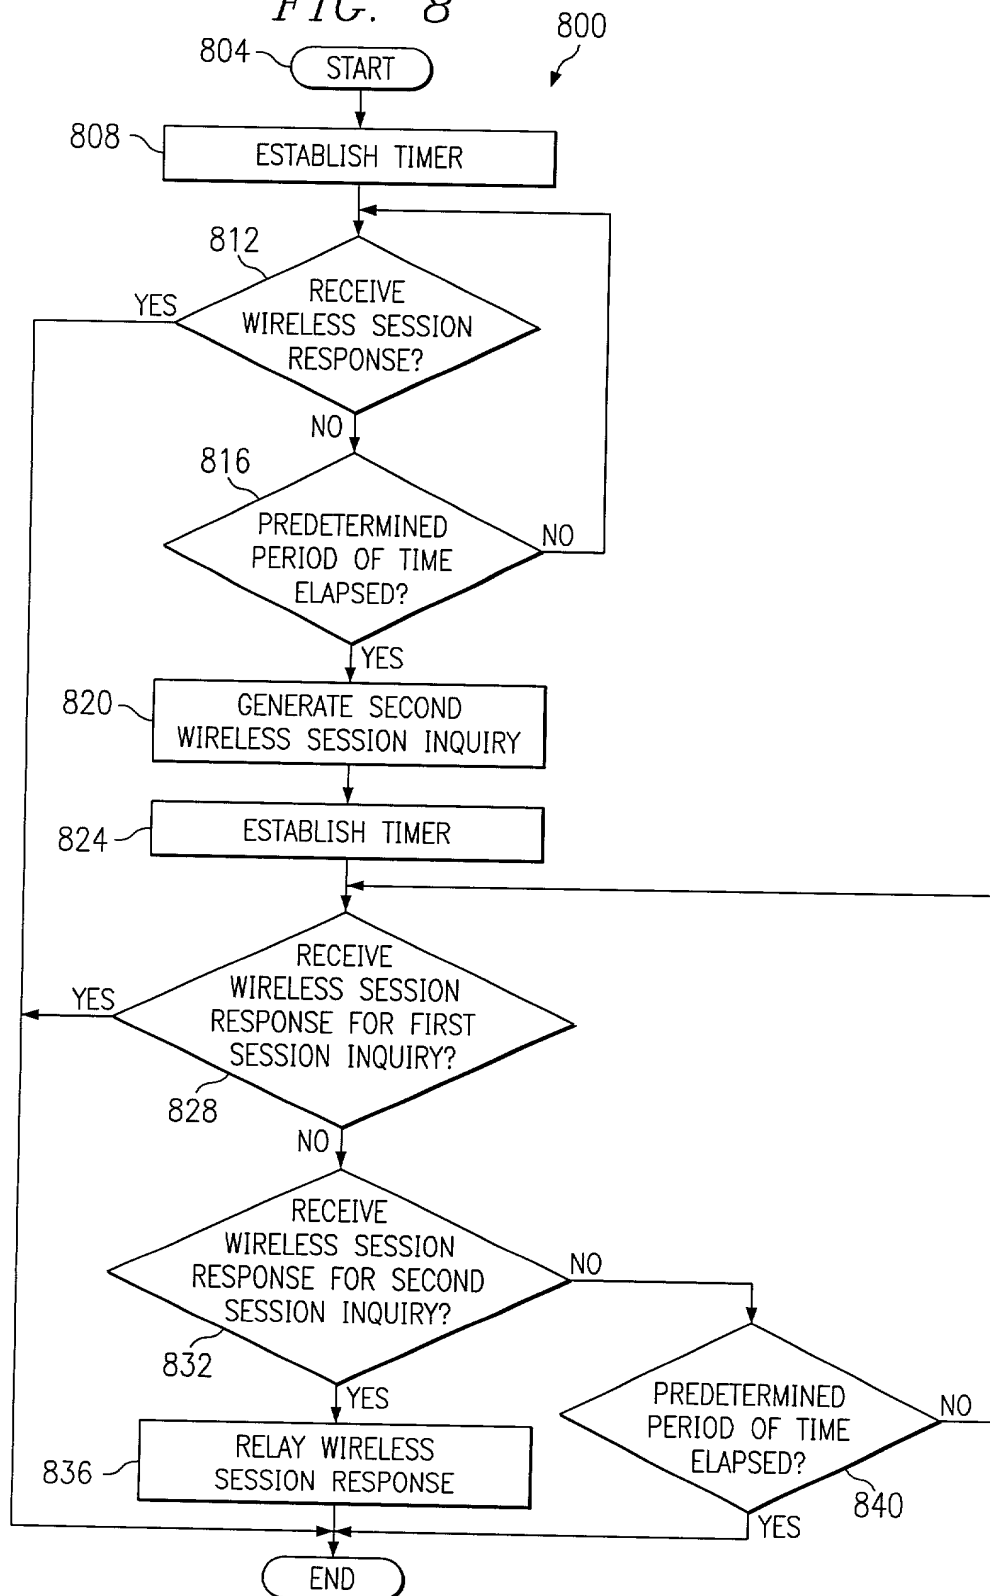 FIG. 8
800
804
START
808
ESTABLISH TIMER
812
YES
RECEIVE
WIRELESS SESSION
RESPONSE?
NO
816
PREDETERMINED
PERIOD OF TIME
ELAPSED?
NO
YES
820
GENERATE SECOND
WIRELESS SESSION INQUIRY
824
ESTABLISH TIMER
YES
RECEIVE
WIRELESS SESSION
RESPONSE FOR FIRST
SESSION INQUIRY?
828
NO
RECEIVE
WIRELESS SESSION
RESPONSE FOR SECOND
SESSION INQUIRY?
NO
832
YES
PREDETERMINED
PERIOD OF TIME
ELAPSED?
NO
840
YES
836
RELAY WIRELESS
SESSION RESPONSE
END